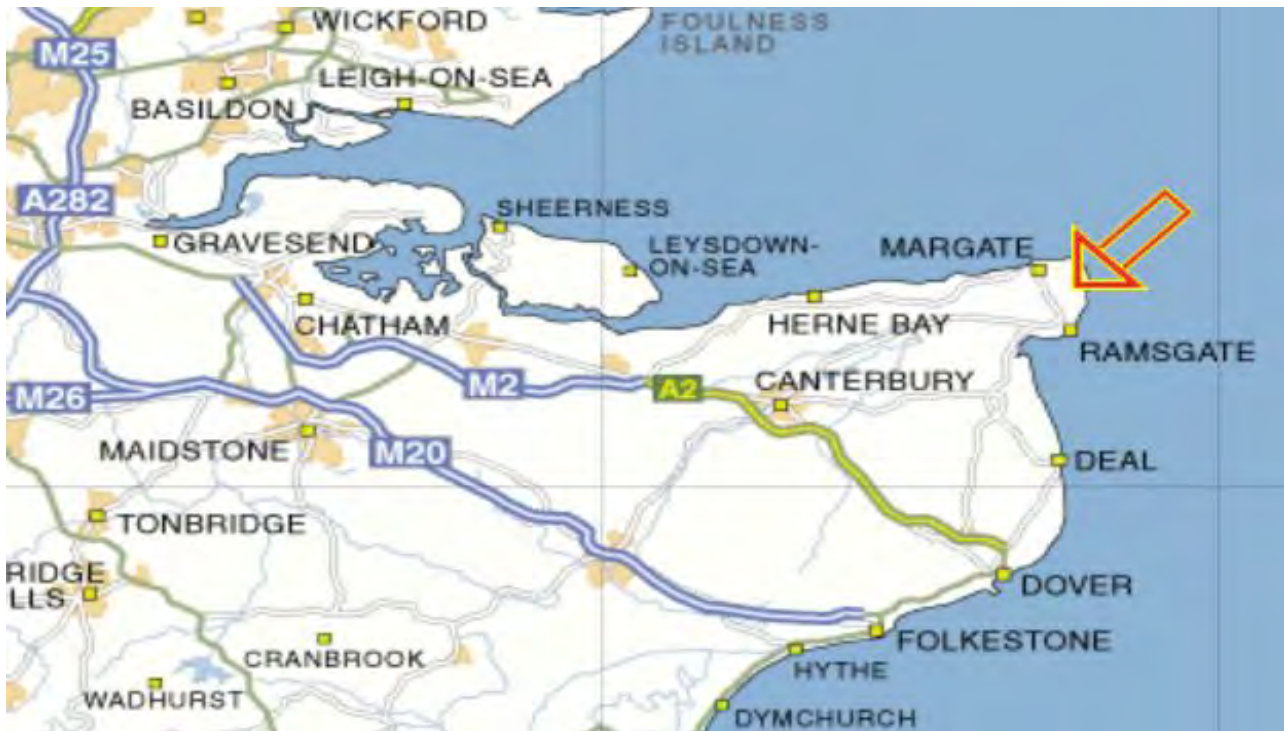 WICKFORD
FOULNESS
ISLAND
M25
LEIGH-ON-SEA
BASILDON
A282
SHEERNESS
GRAVESEND
LEYSDOWN-
ON-SEA
MARGATE
CHATHAM
HERNE BAY
RAMSGATE
M26
M2
A2
CANTERBURY
MAIDSTONE
M20
DEAL
TONBRIDGE
RIDGE
LLS
DOVER
FOLKESTONE
CRANBROOK
HYTHE
WADHURST
DYMCHURCH